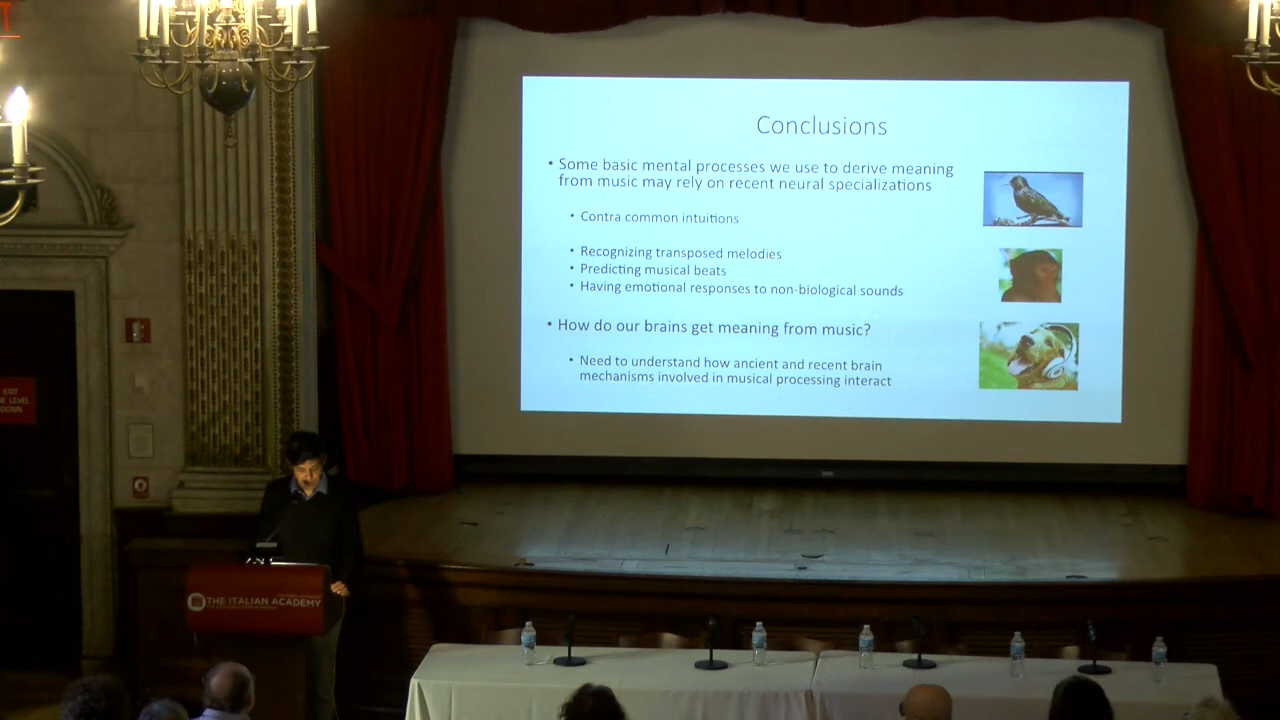 Conclusions
• Some basic mental processes we use to derive meaning
from music may rely on recent neural specializations
• Contra common intuitions
• Recognizing transposed melodies
• Predicting musical beats
• Having emotional responses to non-biological sounds
• How do our brains get meaning from music?
• Need to understand how ancient and recent brain
mechanisms involved in musical processing interact
EXIT
LEVEL
DOWN
THE ITALIAN ACADEMY